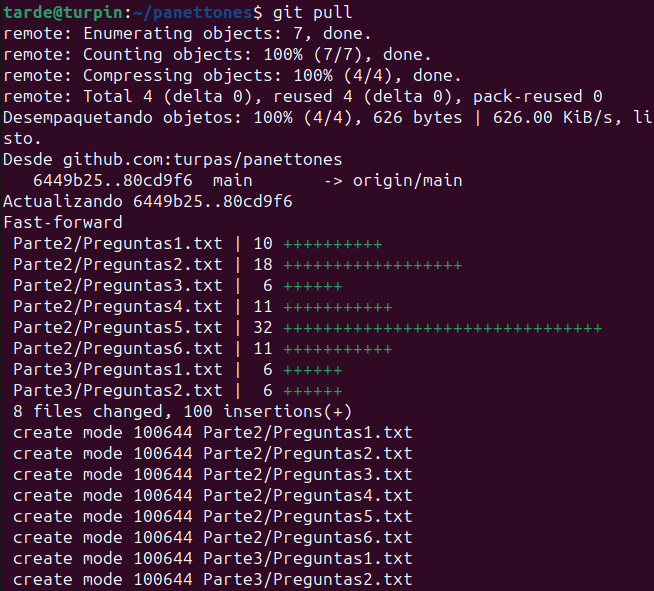 tarde@turpin:~/panettones$ git pull
remote: Enumerating objects: 7, done.
remote: Counting objects: 100% (7/7), done.
remote: Compressing objects: 100% (4/4), done.
remote: Total 4 (delta 0), reused 4 (delta 0), pack-reused 0
Desempaquetando objetos: 100% (4/4), 626 bytes | 626.00 KiB/s, li
sto.
Desde github.com:turpas/panettones
   6449b25..80cd9f6  main       -> origin/main
Actualizando 6449b25..80cd9f6
Fast-forward
 Parte2/Preguntas1.txt | 10 ++++++++++
 Parte2/Preguntas2.txt | 18 ++++++++++++++++++
 Parte2/Preguntas3.txt |  6 ++++++
 Parte2/Preguntas4.txt | 11 +++++++++++
 Parte2/Preguntas5.txt | 32 ++++++++++++++++++++++++++++++++
 Parte2/Preguntas6.txt | 11 +++++++++++
 Parte3/Preguntas1.txt |  6 ++++++
 Parte3/Preguntas2.txt |  6 ++++++
 8 files changed, 100 insertions(+)
 create mode 100644 Parte2/Preguntas1.txt
 create mode 100644 Parte2/Preguntas2.txt
 create mode 100644 Parte2/Preguntas3.txt
 create mode 100644 Parte2/Preguntas4.txt
 create mode 100644 Parte2/Preguntas5.txt
 create mode 100644 Parte2/Preguntas6.txt
 create mode 100644 Parte3/Preguntas1.txt
 create mode 100644 Parte3/Preguntas2.txt